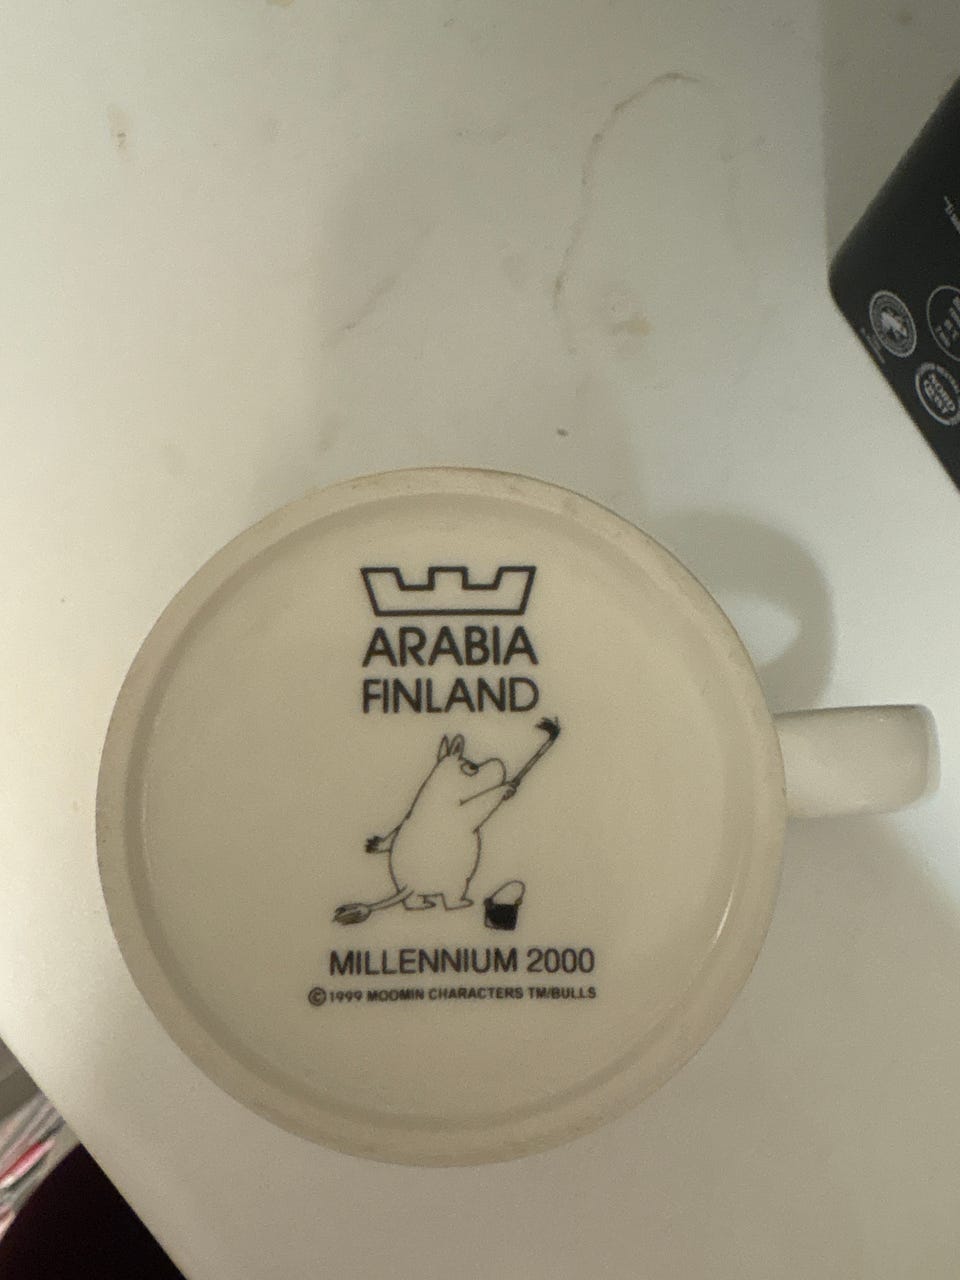 ARABIA
FINLAND
MILLENNIUM 2000
©1999 MOOMIN CHARACTERS TM/BULLS